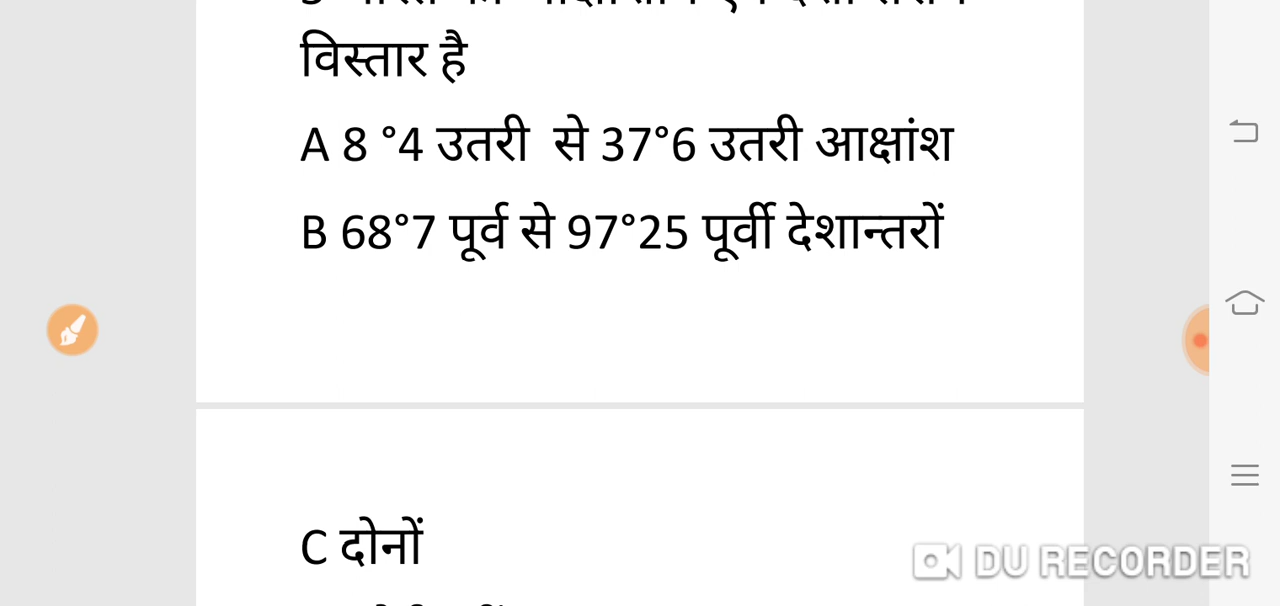 विस्तार है
A 8 °4 उतरी से 37°6 उतरी आक्षांश
B 68°7 पूर्व से 97°25 पूर्वी देशान्तरों
C दोनों
DU RECORDER